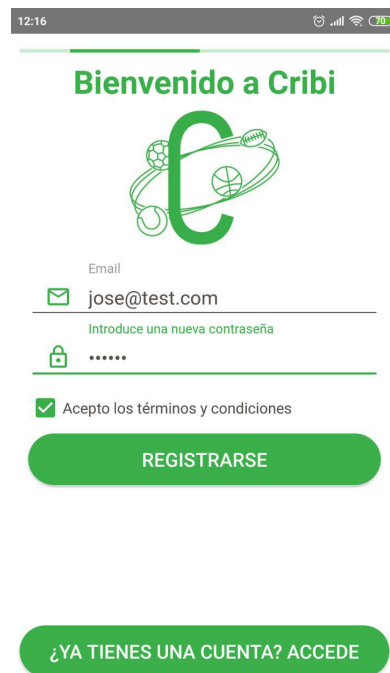 12:16
70
Bienvenido a Cribi
C
Email
jose@test.com
Introduce una nueva contraseña
••••••
Acepto los términos y condiciones
REGISTRARSE
¿YA TIENES UNA CUENTA? ACCEDE